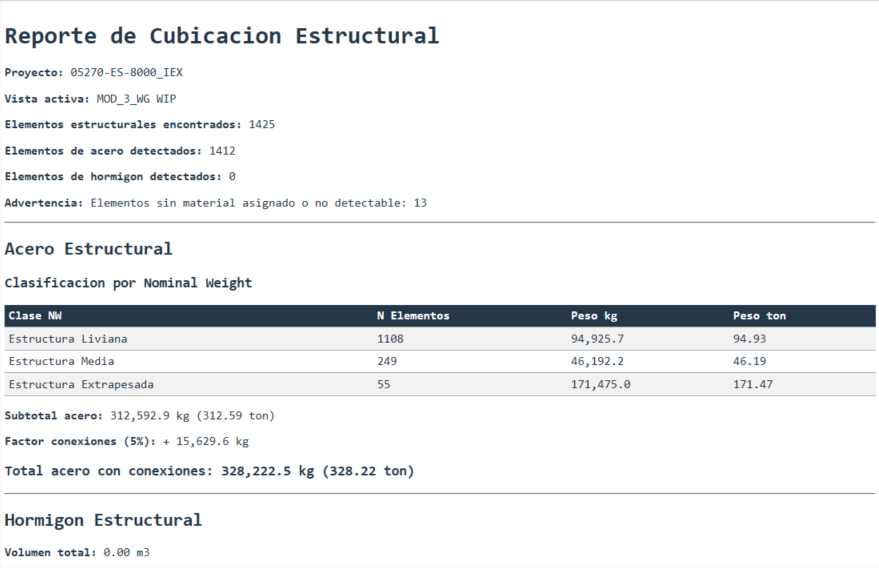 Reporte de Cubicacion Estructural
Proyecto: 05270-ES-8000_IEX
Vista activa: MOD_3_WG WIP
Elementos estructurales encontrados: 1425
Elementos de acero detectados: 1412
Elementos de hormigon detectados: 0
Advertencia: Elementos sin material asignado o no detectable: 13
Acero Estructural
Clasificacion por Nominal Weight
Clase NW N Elementos Peso kg Peso ton
Estructura Liviana 1108 94,925.7 94.93
Estructura Media 249 46,192.2 46.19
Estructura Extrapesada 55 171,475.0 171.47
Subtotal acero: 312,592.9 kg (312.59 ton)
Factor conexiones (5%): + 15,629.6 kg
Total acero con conexiones: 328,222.5 kg (328.22 ton)
Hormigon Estructural
Volumen total: 0.00 m3